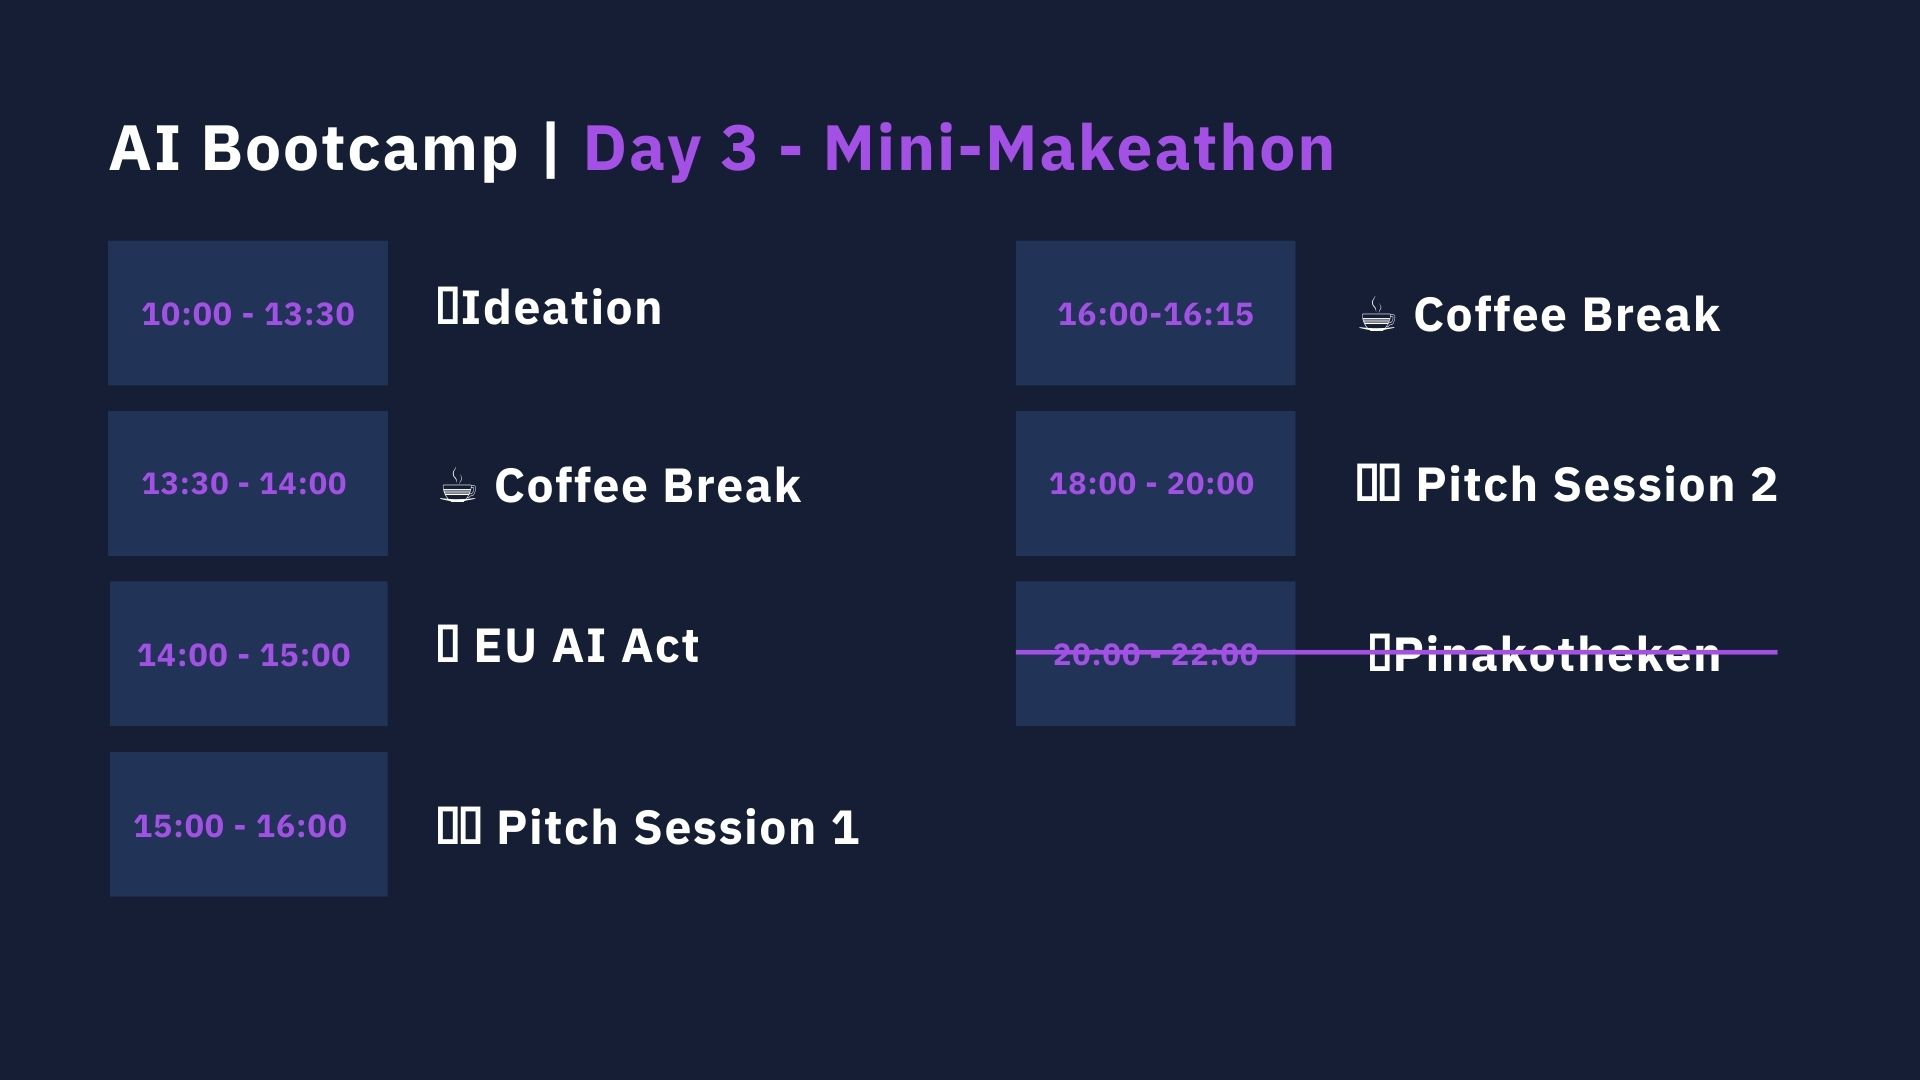 AI Bootcamp | Day 3 - Mini-Makeathon
10:00 - 13:30 Ideation
13:30 - 14:00 ☕ Coffee Break
14:00 - 15:00 EU AI Act
15:00 - 16:00 Pitch Session 1
16:00-16:15 ☕ Coffee Break
18:00 - 20:00 Pitch Session 2
20:00 - 22:00 Pinakotheken